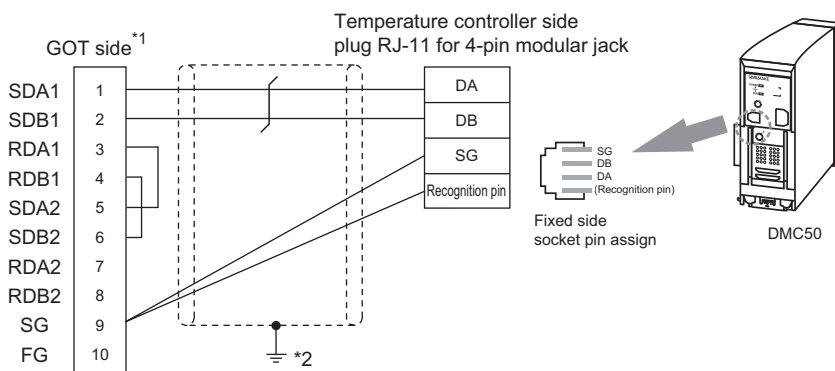 Temperature controller side
plug RJ-11 for 4-pin modular jack
GOT side*1
SDA1 1 DA
SDB1 2 DB
RDA1 3 SG
RDB1 4 Recognition pin
SDA2 5
SDB2 6
RDA2 7
RDB2 8
SG 9
FG 10
*2
SG
DB
DA
(Recognition pin)
Fixed side
socket pin assign
DMC50